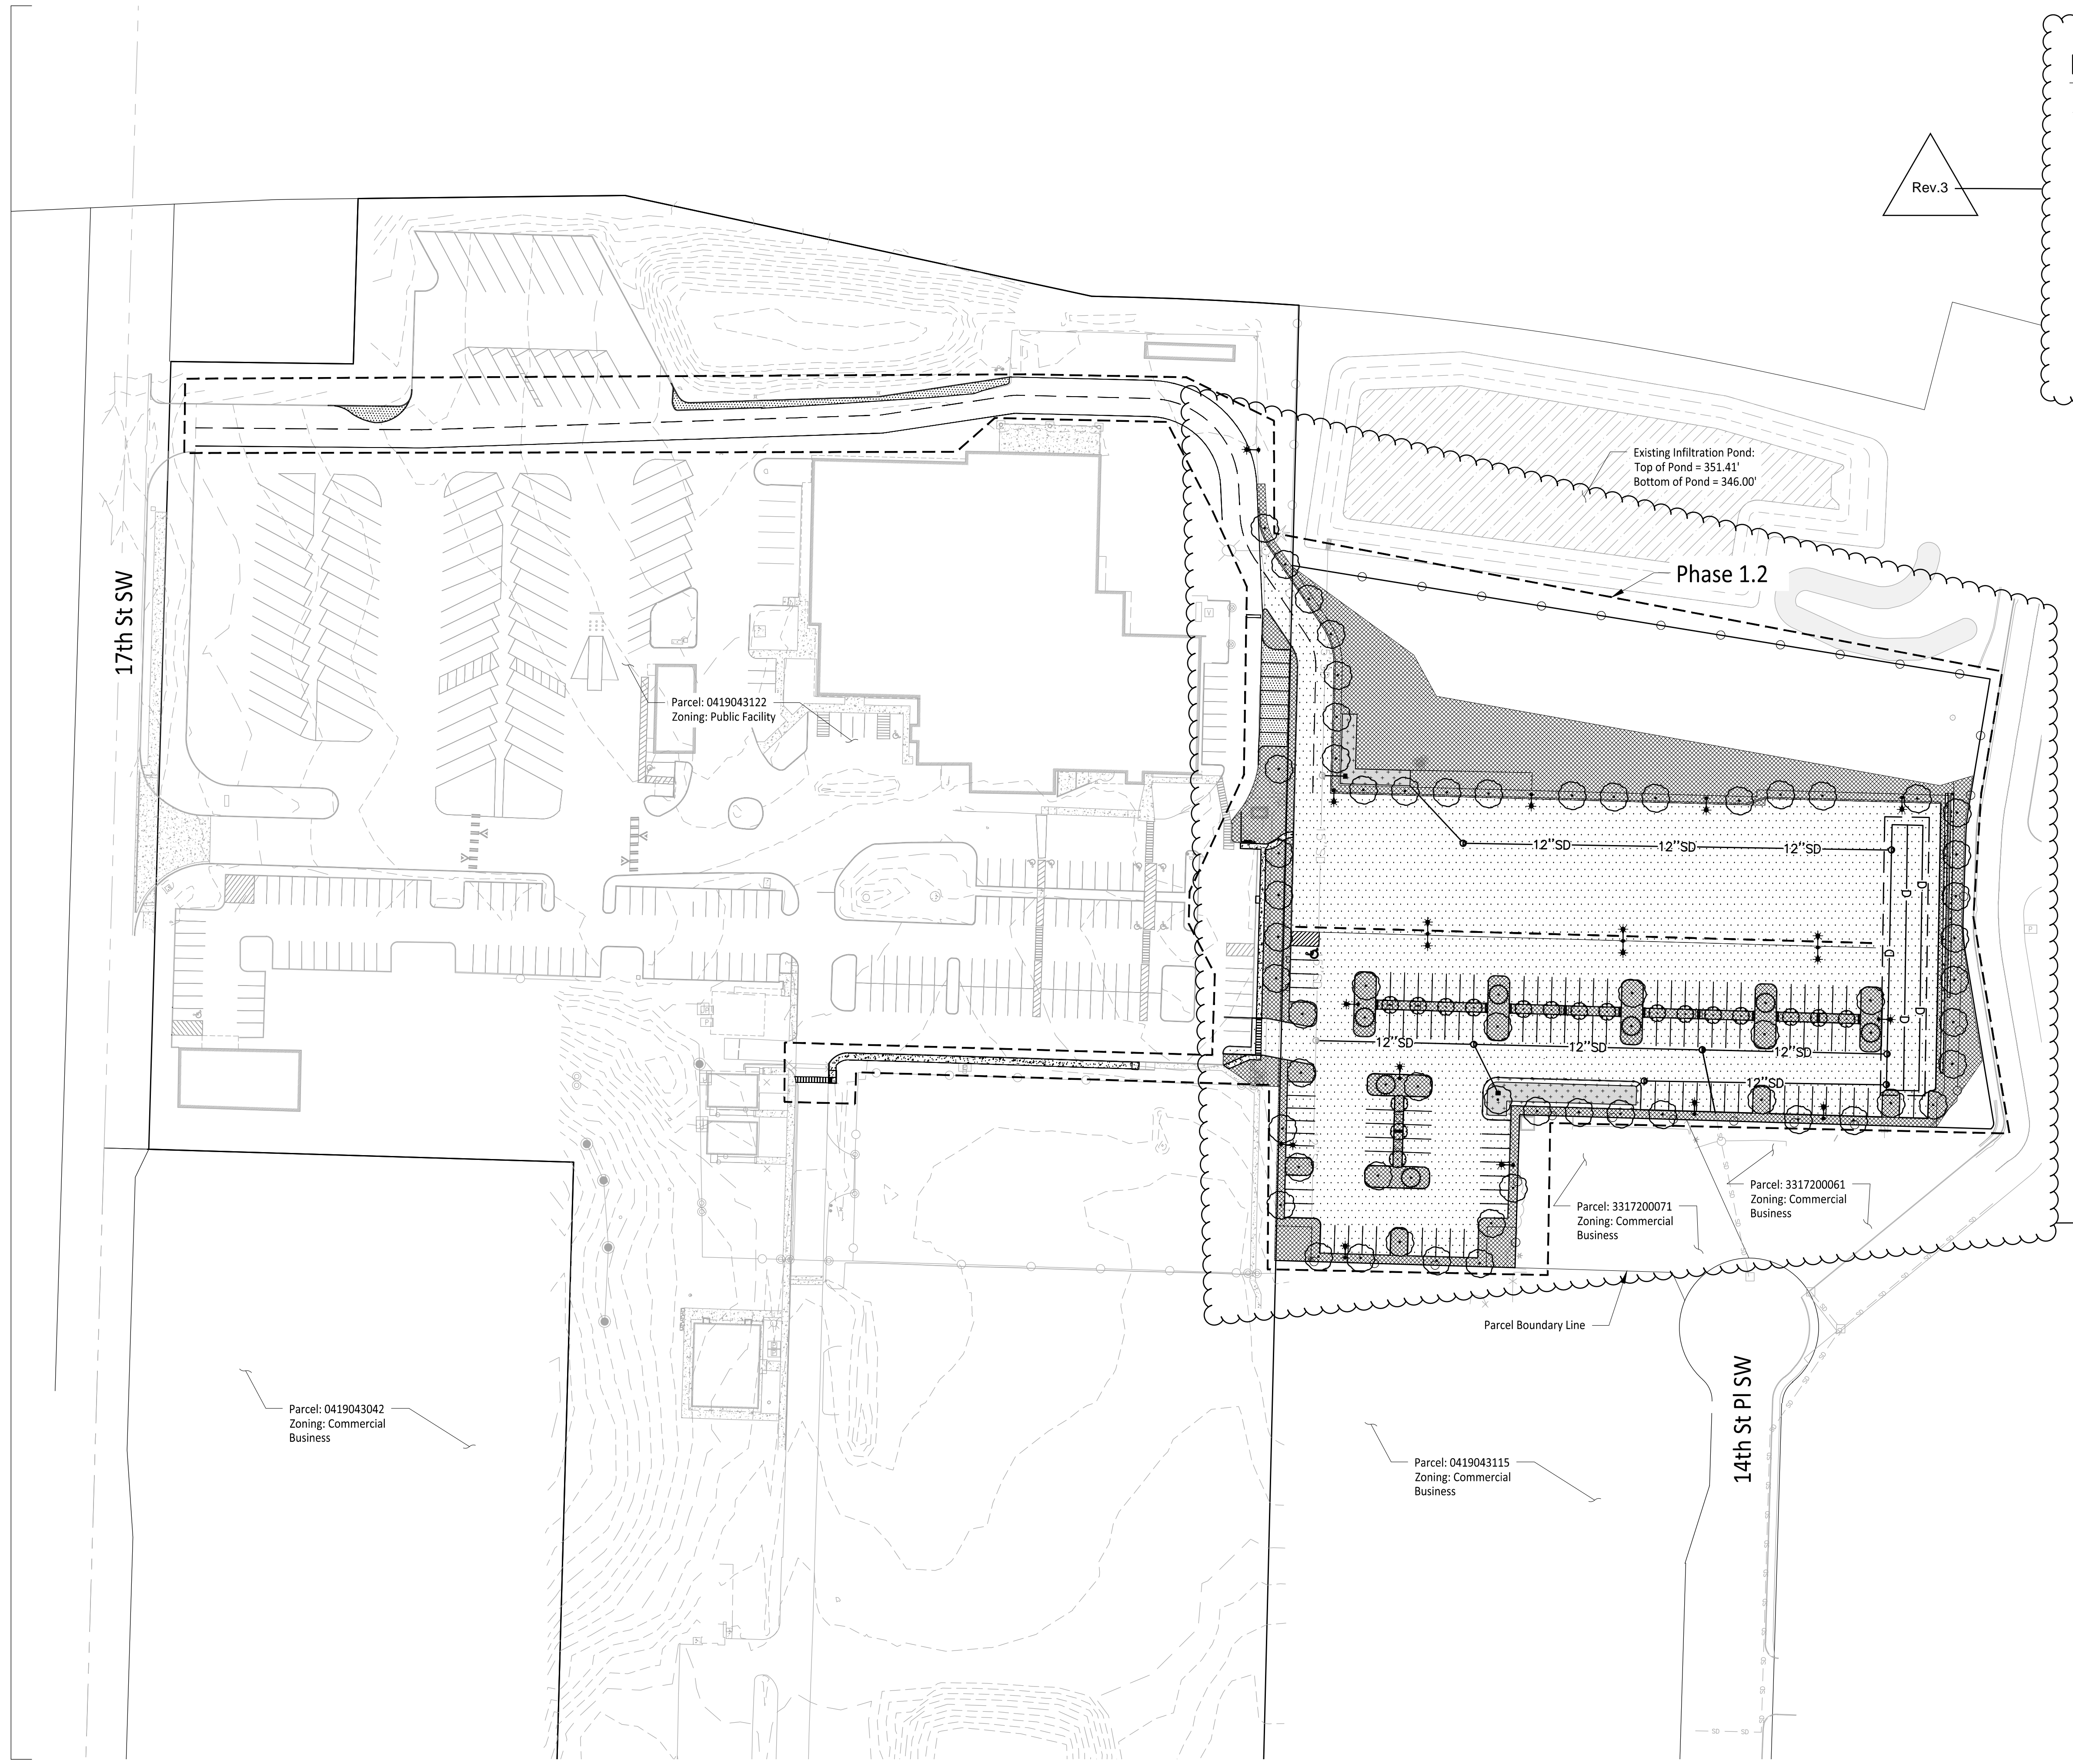 Rev.3
Existing Infiltration Pond:
Top of Pond = 351.41'
Bottom of Pond = 346.00'
Phase 1.2
17th St SW
Parcel: 0419043122
Zoning: Public Facility
12"SD
12"SD
12"SD
12"SD
12"SD
12"SD
12"SD
Parcel: 3317200061
Zoning: Commercial
Business
Parcel: 3317200071
Zoning: Commercial
Business
Parcel Boundary Line
14th St Pl SW
Parcel: 0419043042
Zoning: Commercial
Business
Parcel: 0419043115
Zoning: Commercial
Business
SD
SD